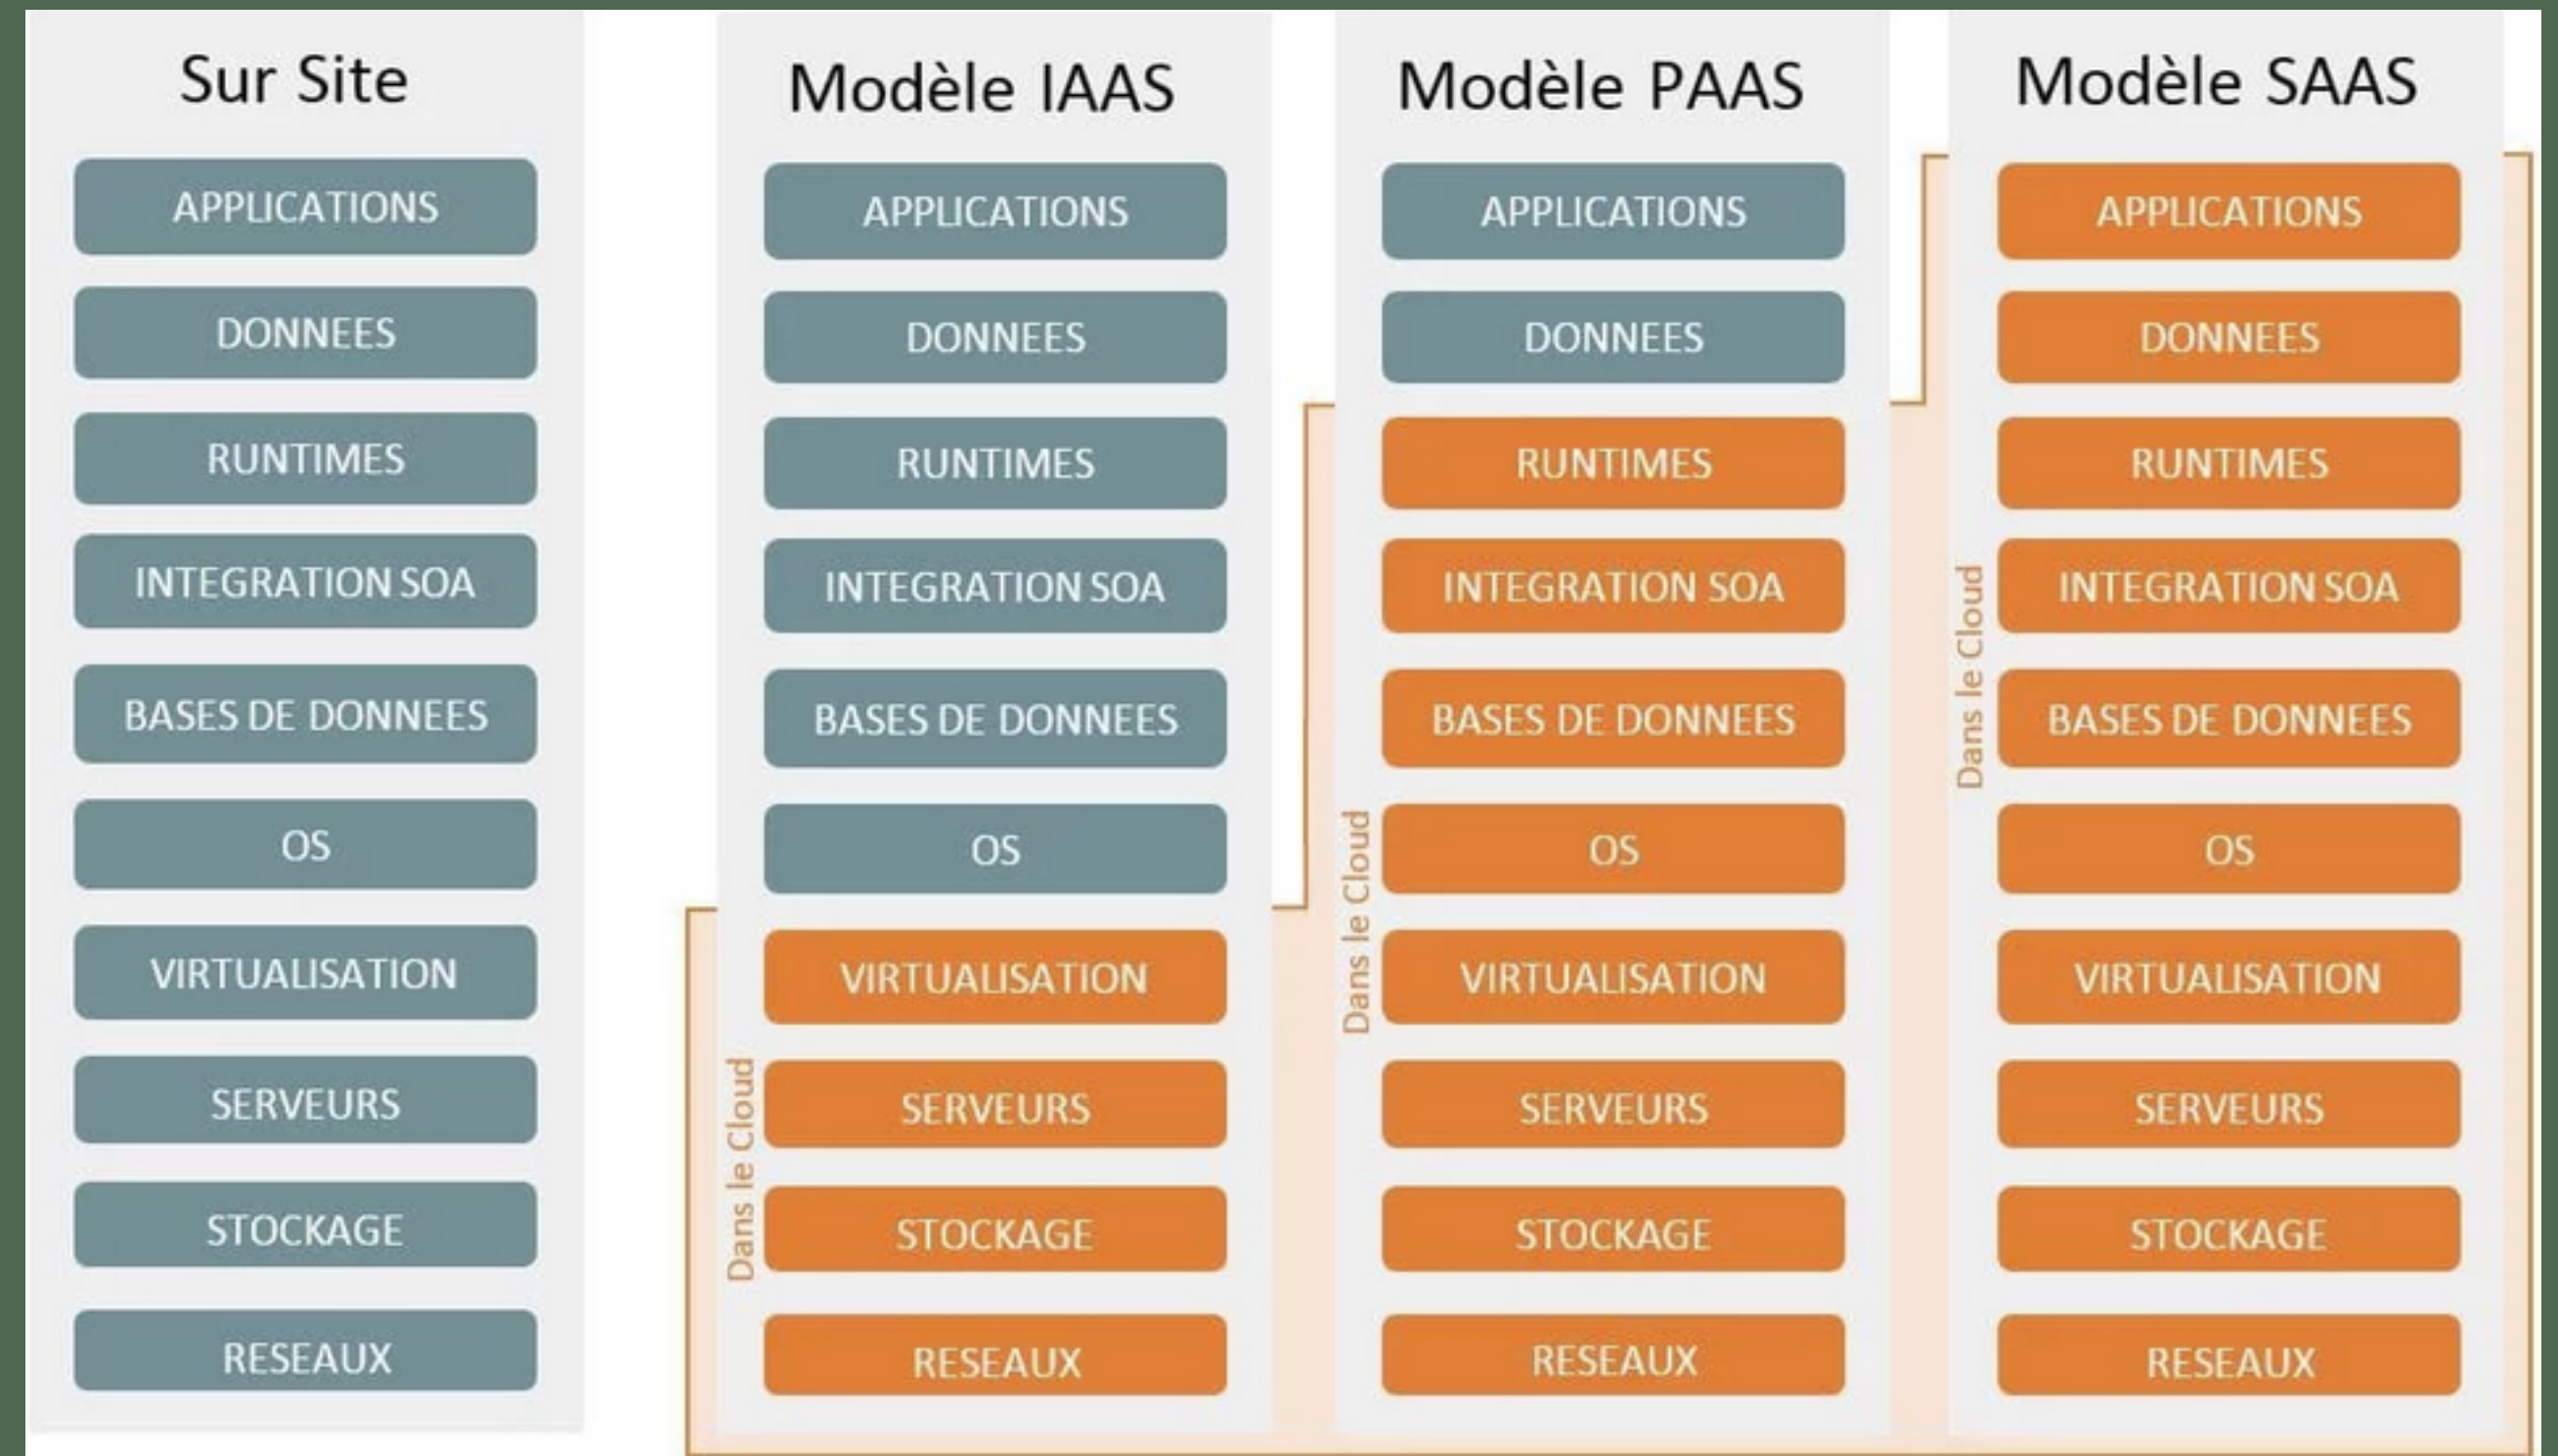 Sur Site
APPLICATIONS
DONNEES
RUNTIMES
INTEGRATION SOA
BASES DE DONNEES
OS
VIRTUALISATION
SERVEURS
STOCKAGE
RESEAUX
Modèle IAAS
APPLICATIONS
DONNEES
RUNTIMES
INTEGRATION SOA
BASES DE DONNEES
OS
VIRTUALISATION
SERVEURS
STOCKAGE
RESEAUX
Dans le Cloud
Modèle PAAS
APPLICATIONS
DONNEES
RUNTIMES
INTEGRATION SOA
BASES DE DONNEES
OS
VIRTUALISATION
SERVEURS
STOCKAGE
RESEAUX
Dans le Cloud
Modèle SAAS
APPLICATIONS
DONNEES
RUNTIMES
INTEGRATION SOA
BASES DE DONNEES
OS
VIRTUALISATION
SERVEURS
STOCKAGE
RESEAUX
Dans le Cloud